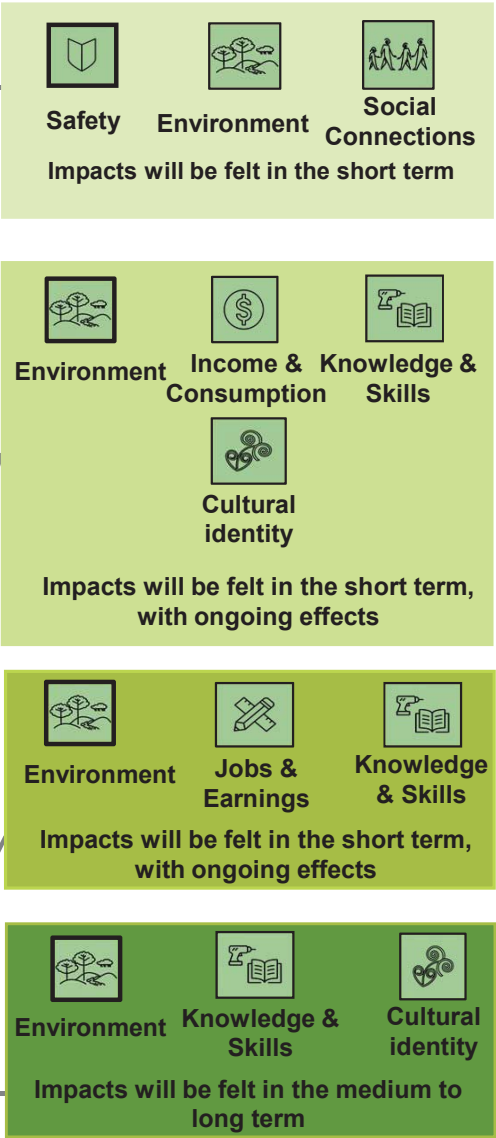 Safety
Environment
Social
Connections
Impacts will be felt in the short term
Environment
Income &
Consumption
Knowledge &
Skills
Cultural
identity
Impacts will be felt in the short term,
with ongoing effects
Environment
Jobs &
Earnings
Knowledge
& Skills
Impacts will be felt in the short term,
with ongoing effects
Environment
Knowledge &
Skills
Cultural
identity
Impacts will be felt in the medium to
long term